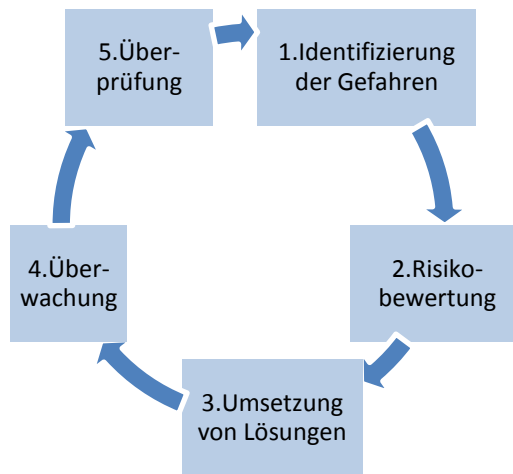 1.Identifizierung
der Gefahren
2.Risiko-
bewertung
3.Umsetzung
von Lösungen
4.Über-
wachung
5.Über-
prüfung